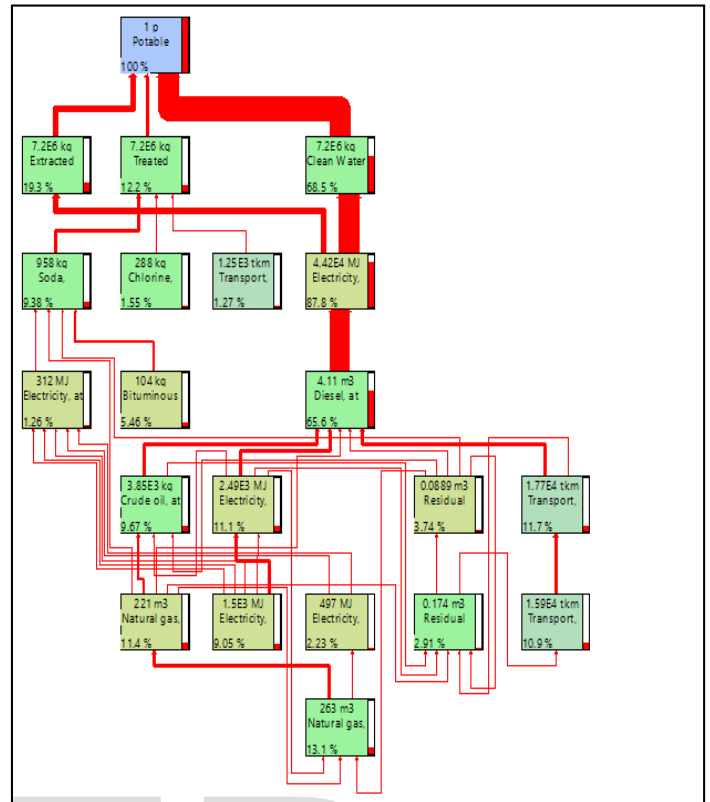 1 p
Potable
100 %
7.2E6 kg
Extracted
19.3 %
7.2E6 kg
Treated
12.2 %
7.2E6 kg
Clean Water
68.5 %
958 kg
Soda,
9.38 %
288 kg
Chlorine,
1.55 %
1.25E3 tkm
Transport,
1.27 %
4.42E4 MJ
Electricity,
87.8 %
312 MJ
Electricity, at
1.26 %
104 kg
Bituminous
5.46 %
4.11 m3
Diesel, at
65.6 %
3.85E3 kg
Crude oil, at
9.67 %
2.49E3 MJ
Electricity,
11.1 %
0.0889 m3
Residual
3.74 %
1.77E4 tkm
Transport,
11.7 %
221 m3
Natural gas,
11.4 %
1.5E3 MJ
Electricity,
9.05 %
497 MJ
Electricity,
2.23 %
0.174 m3
Residual
2.91 %
1.59E4 tkm
Transport,
10.9 %
263 m3
Natural gas,
13.1 %